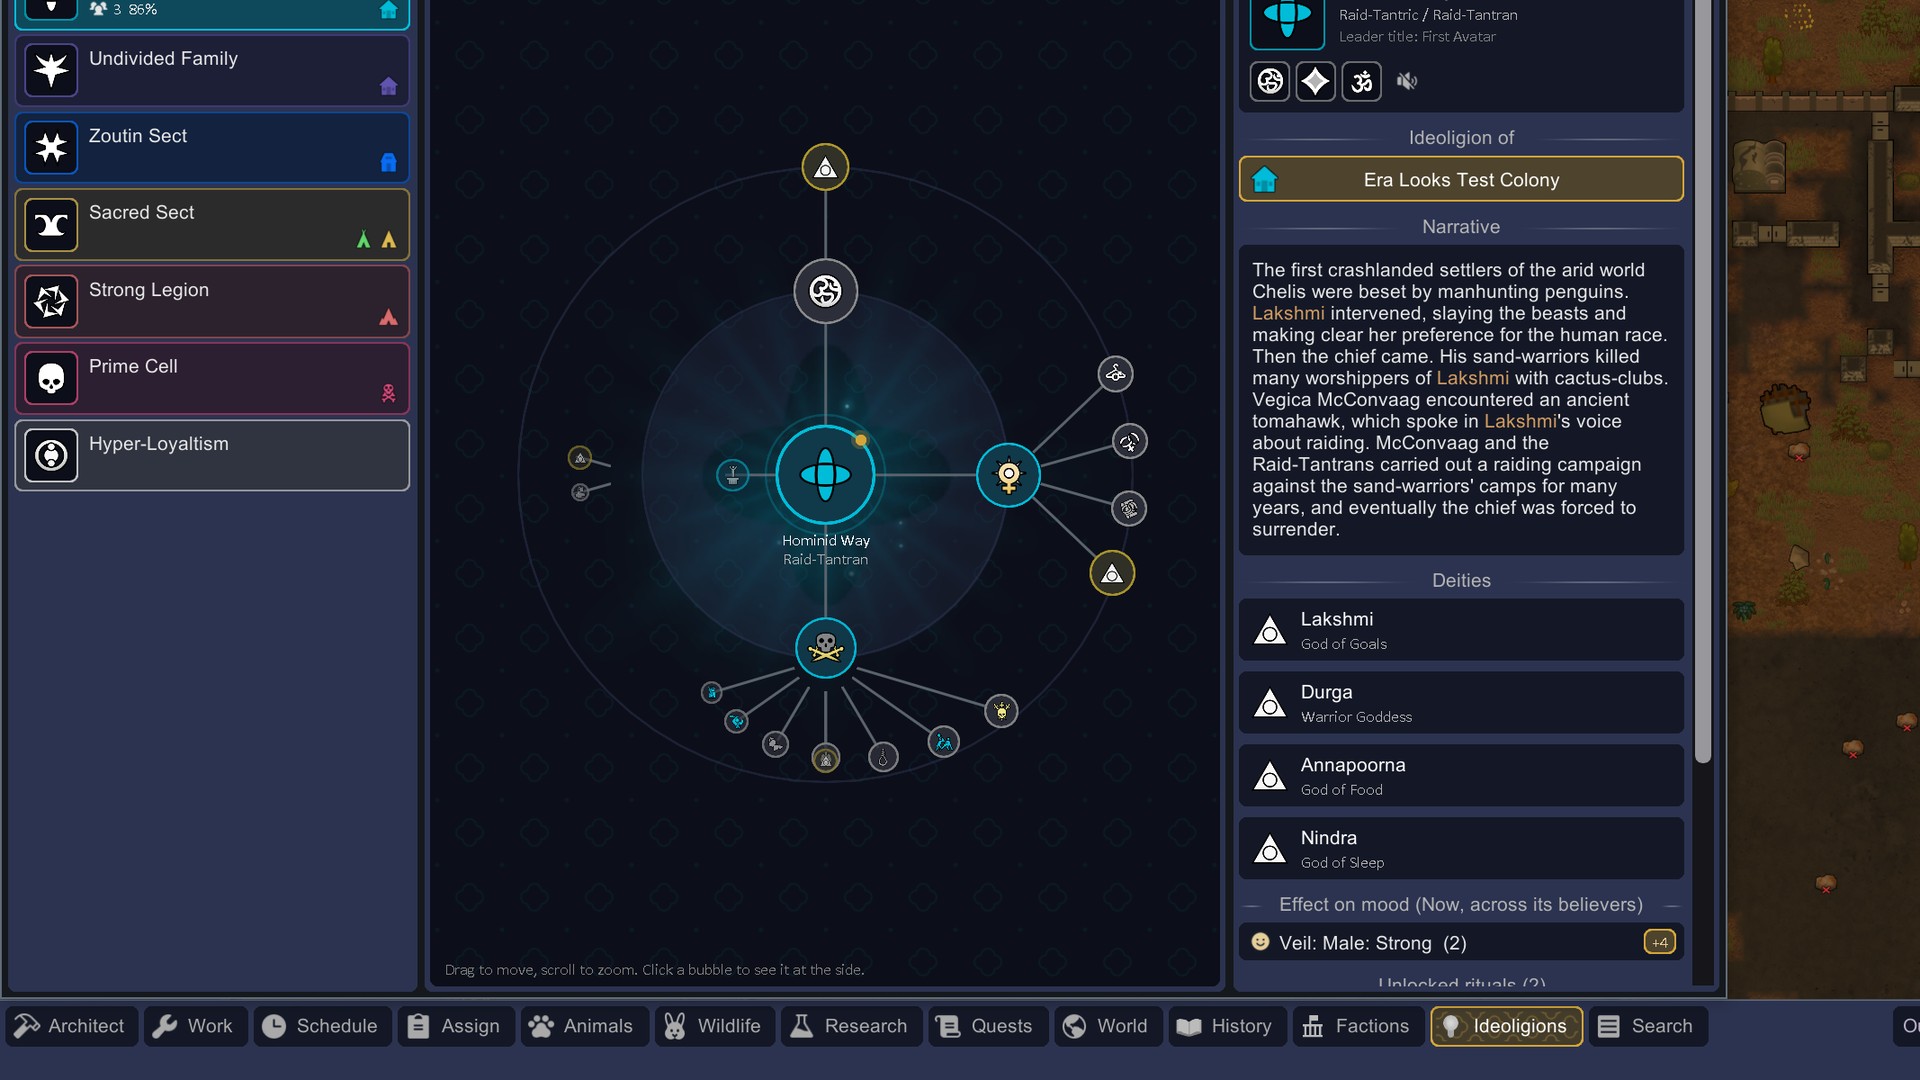 3 86%
Undivided Family
Zoutin Sect
Sacred Sect
Strong Legion
Prime Cell
Hyper-Loyaltism
Hominid Way
Raid-Tantran
Drag to move, scroll to zoom. Click a bubble to see it at the side.
Raid-Tantric / Raid-Tantran
Leader title: First Avatar
Ideoligion of
Era Looks Test Colony
Narrative
The first crashlanded settlers of the arid world
Chelis were beset by manhunting penguins.
Lakshmi intervened, slaying the beasts and
making clear her preference for the human race.
Then the chief came. His sand-warriors killed
many worshippers of Lakshmi with cactus-clubs.
Vegica McConvaag encountered an ancient
tomahawk, which spoke in Lakshmi's voice
about raiding. McConvaag and the
Raid-Tantrans carried out a raiding campaign
against the sand-warriors' camps for many
years, and eventually the chief was forced to
surrender.
Deities
Lakshmi
God of Goals
Durga
Warrior Goddess
Annapoorna
God of Food
Nindra
God of Sleep
Effect on mood (Now, across its believers)
Veil: Male: Strong (2)
+4
Unlocked rituals (2)
Architect
Work
Schedule
Assign
Animals
Wildlife
Research
Quests
World
History
Factions
Ideoligions
Search